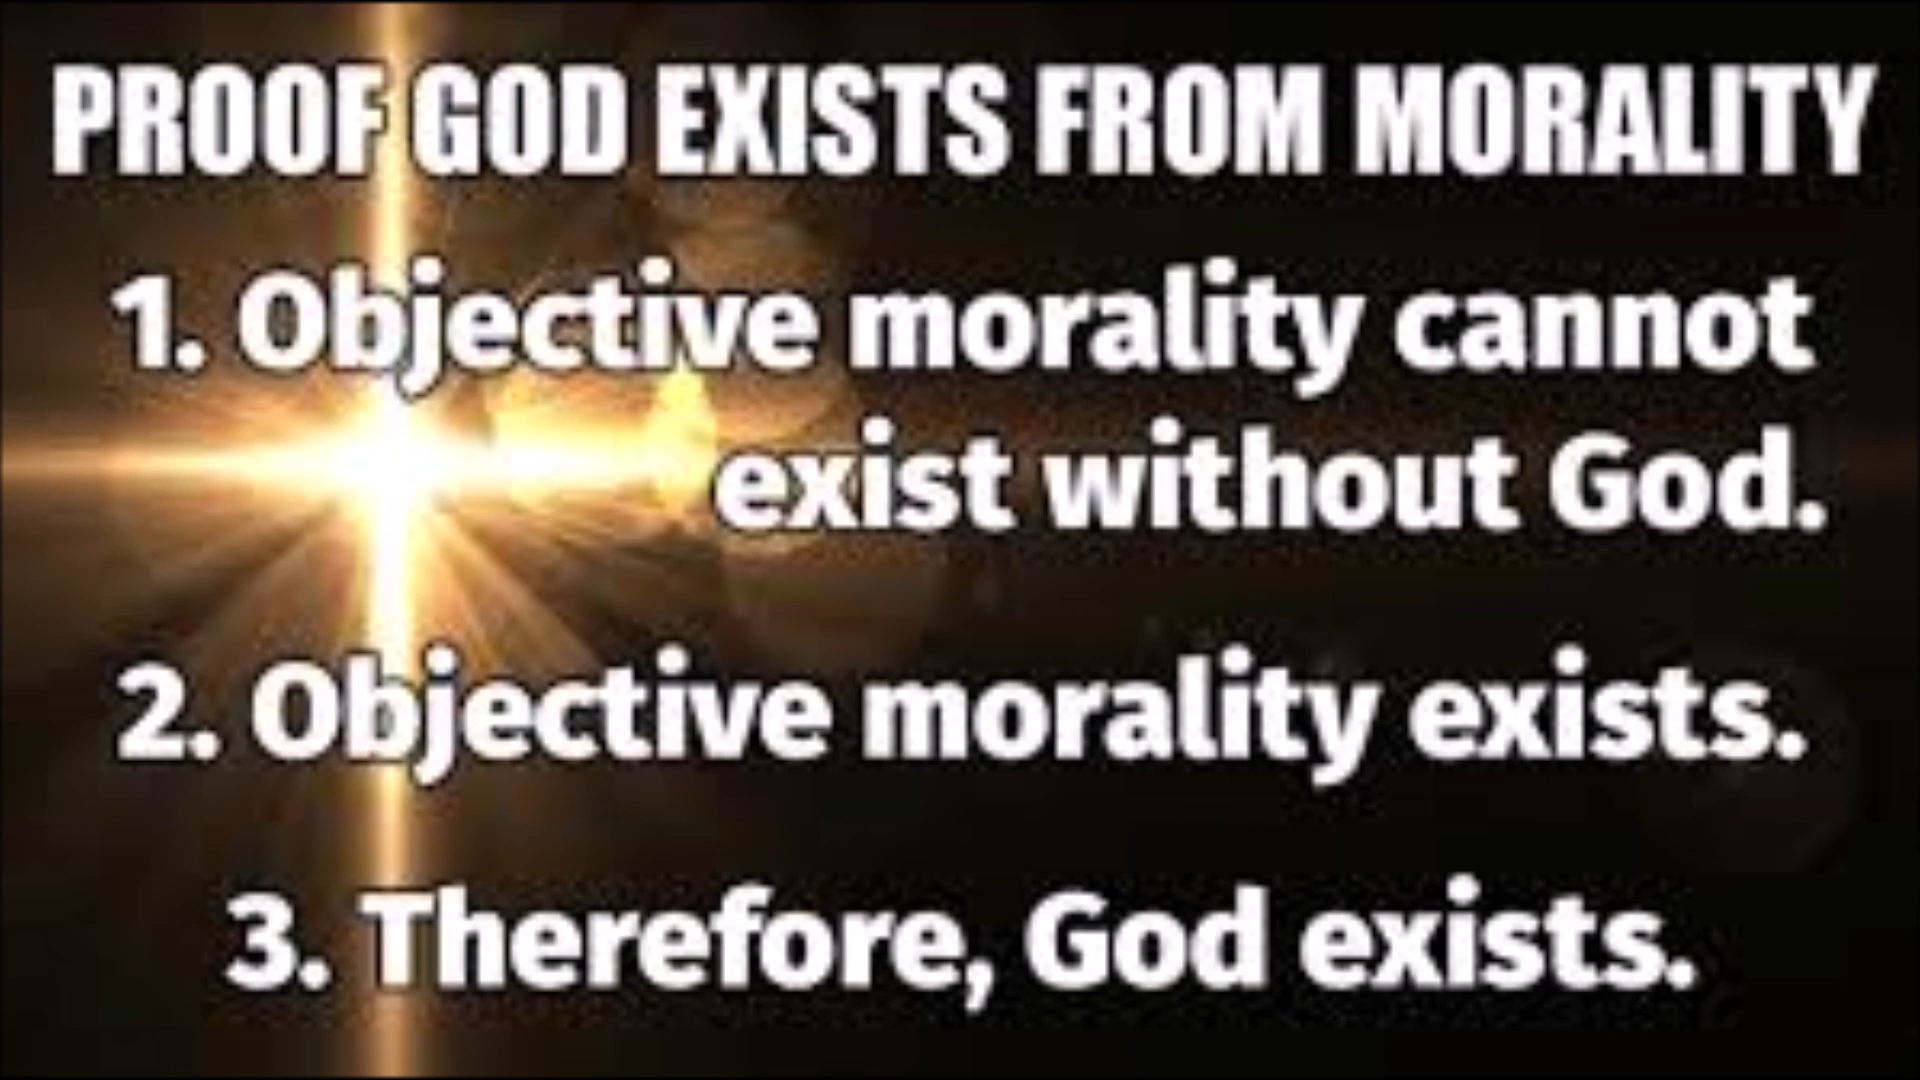 PROOF GOD EXISTS FROM MORALITY
1. Objective morality cannot
exist without God.
2. Objective morality exists.
3. Therefore, God exists.